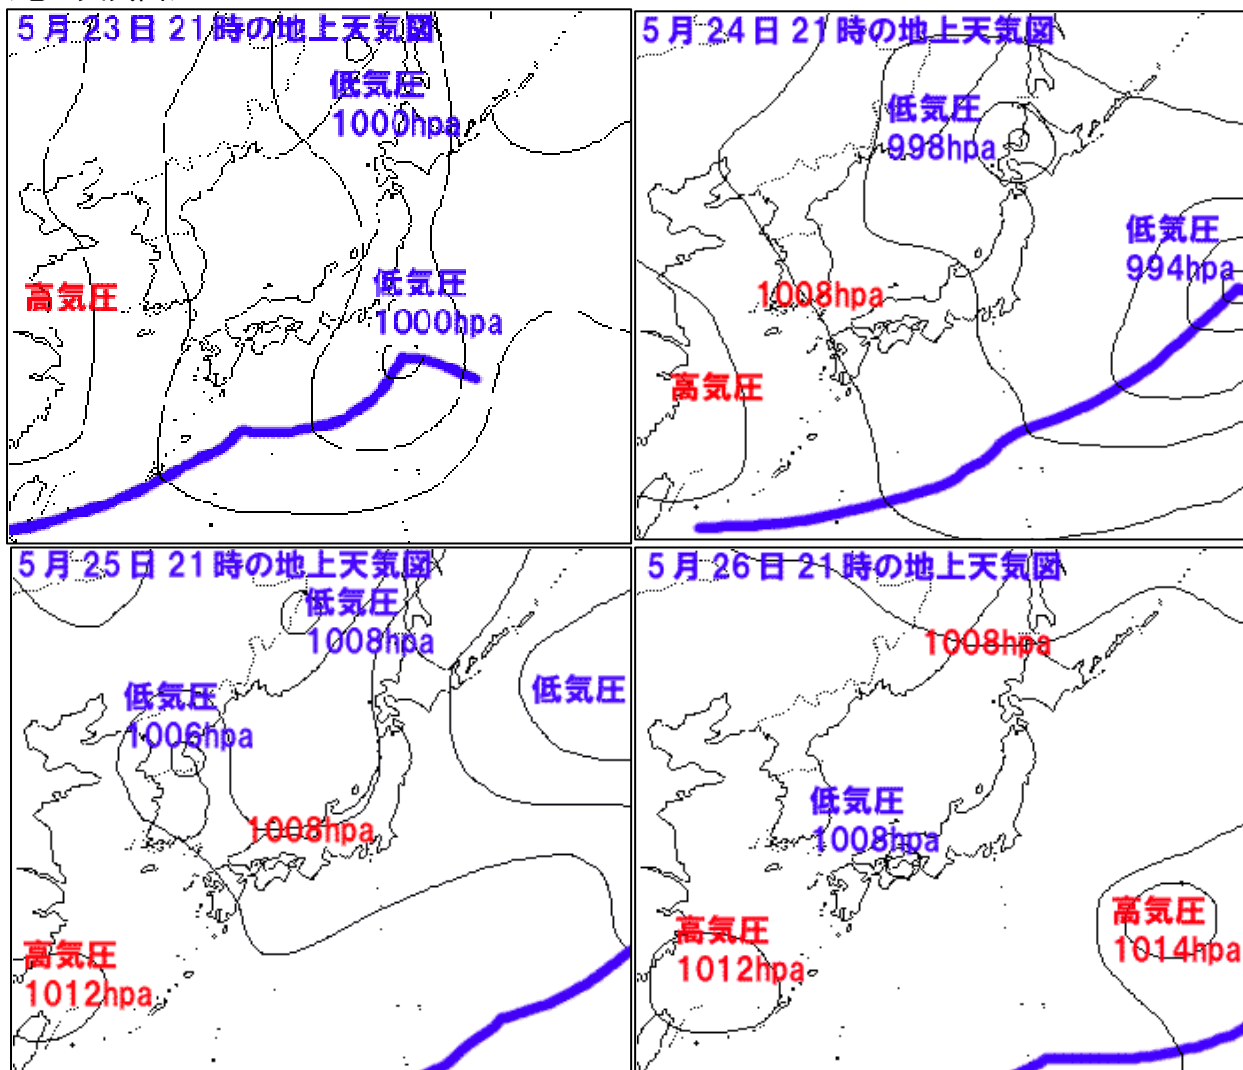 5月23日21時の地上天気図
低気圧
1000hpa
高気圧
低気圧
1000hpa
5月24日21時の地上天気図
低気圧
998hpa
低気圧
994hpa
1008hpa
高気圧
5月25日21時の地上天気図
低気圧
1008hpa
低気圧
低気圧
1006hpa
1008hpa
高気圧
1012hpa
5月26日21時の地上天気図
1008hpa
低気圧
1008hpa
高気圧
1014hpa
高気圧
1012hpa